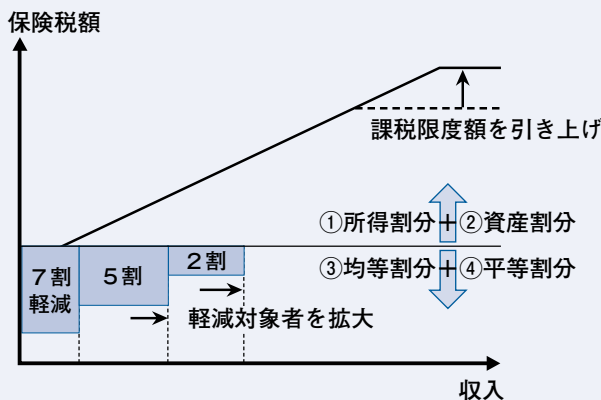 保険税額
課税限度額を引き上げ
①所得割分+②資産割分
③均等割分+④平等割分
7割
軽減
5割
2割
軽減対象者を拡大
収入